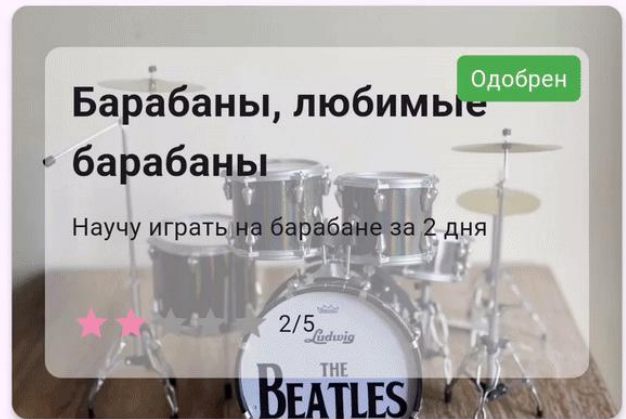 Одобрен
Барабаны, любимые
барабаны
Научу играть на барабане за 2 дня
2/5
Ludwig
THE
BEATLES